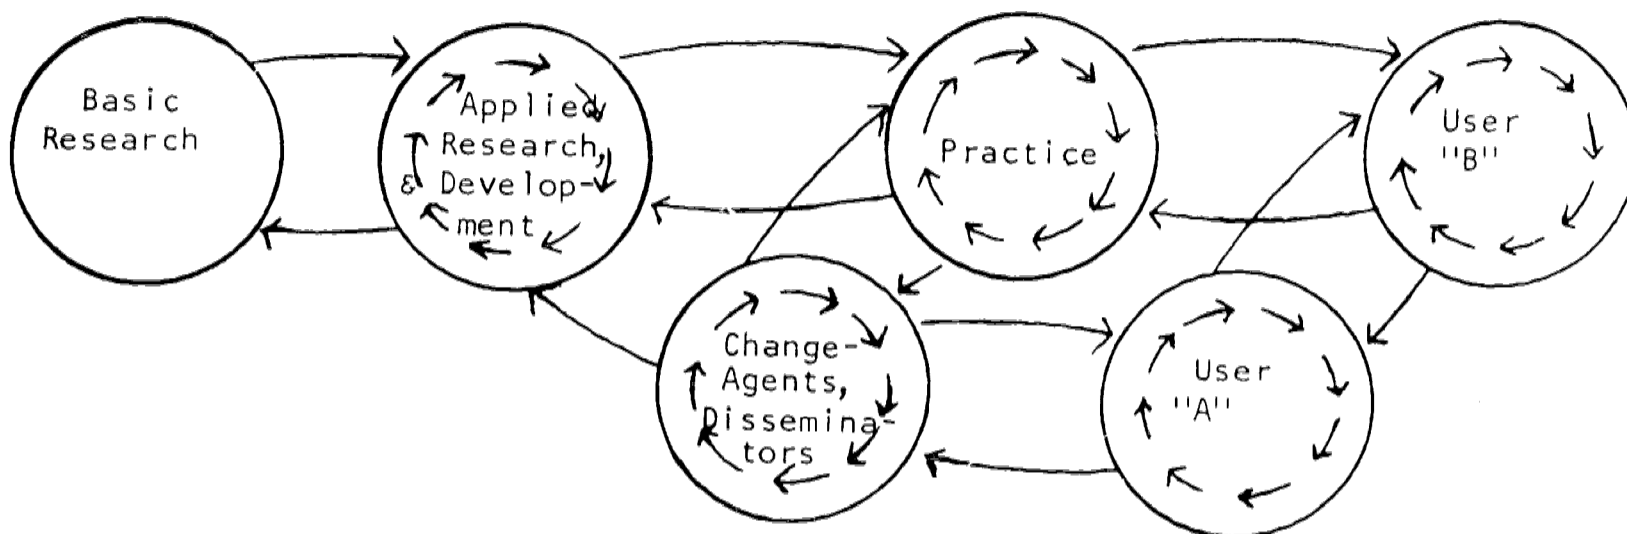 Basic
Research
Applied
Research,
& Develop-
ment
Practice
User
"B"
Change-
Agents,
Dissemina-
tors
User
"A"